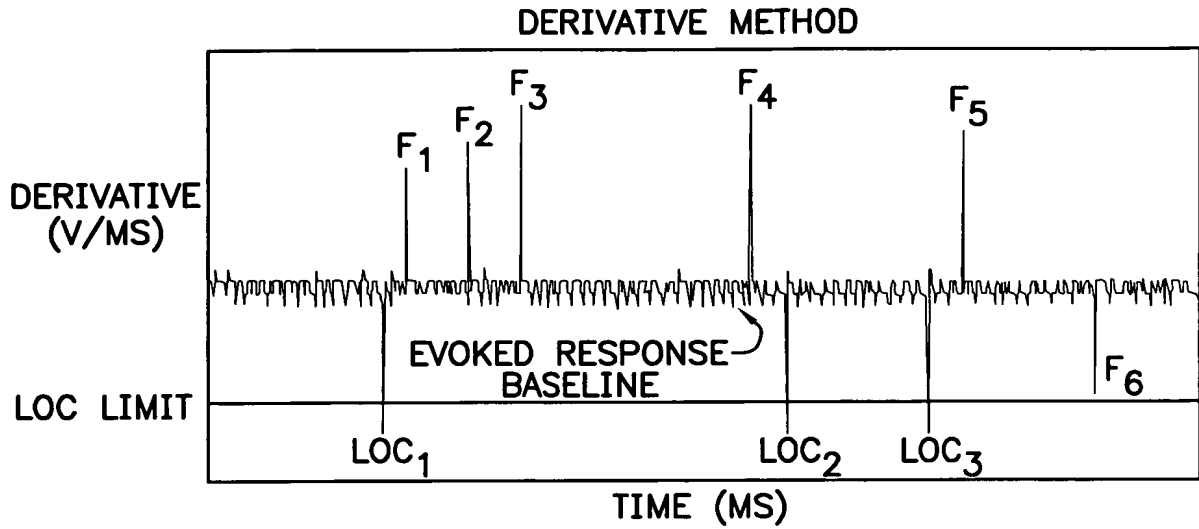 DERIVATIVE METHOD
F1
F2
F3
F4
F5
DERIVATIVE
(V/MS)
EVOKED RESPONSE
BASELINE
F6
LOC LIMIT
LOC1
LOC2
LOC3
TIME (MS)